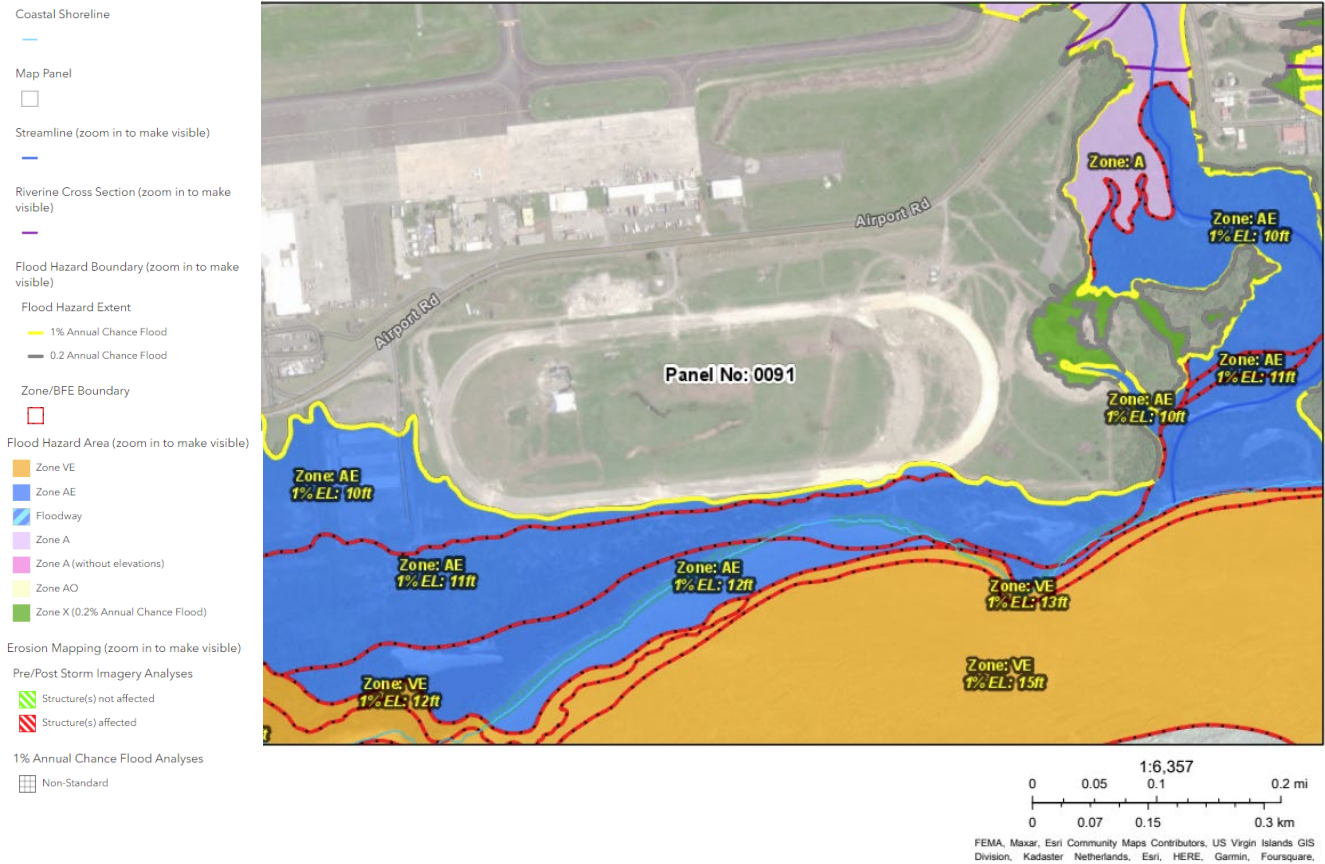 Coastal Shoreline
Map Panel
Streamline (zoom in to make visible)
Riverine Cross Section (zoom in to make
visible)
Flood Hazard Boundary (zoom in to make
visible)
Flood Hazard Extent
1% Annual Chance Flood
0.2 Annual Chance Flood
Zone/BFE Boundary
Flood Hazard Area (zoom in to make visible)
Zone VE
Zone AE
Floodway
Zone A
Zone A (without elevations)
Zone AO
Zone X (0.2% Annual Chance Flood)
Erosion Mapping (zoom in to make visible)
Pre/Post Storm Imagery Analyses
Structure(s) not affected
Structure(s) affected
1% Annual Chance Flood Analyses
Non-Standard
Zone: A
Airport Rd
Zone: AE
1% EL: 10ft
Airport Rd
Panel No: 0091
Zone: AE
1% EL: 11ft
Zone: AE
1% EL: 10ft
Zone: AE
1% EL: 10ft
Zone: AE
1% EL: 11ft
Zone: AE
1% EL: 12ft
Zone: VE
1% EL: 13ft
Zone: VE
1% EL: 15ft
Zone: VE
1% EL: 12ft
1:6,357
0 0.05 0.1 0.2 mi
0 0.07 0.15 0.3 km
FEMA, Maxar, Esri Community Maps Contributors, US Virgin Islands GIS
Division, Kadaster Netherlands, Esri, HERE, Garmin, Foursquare,